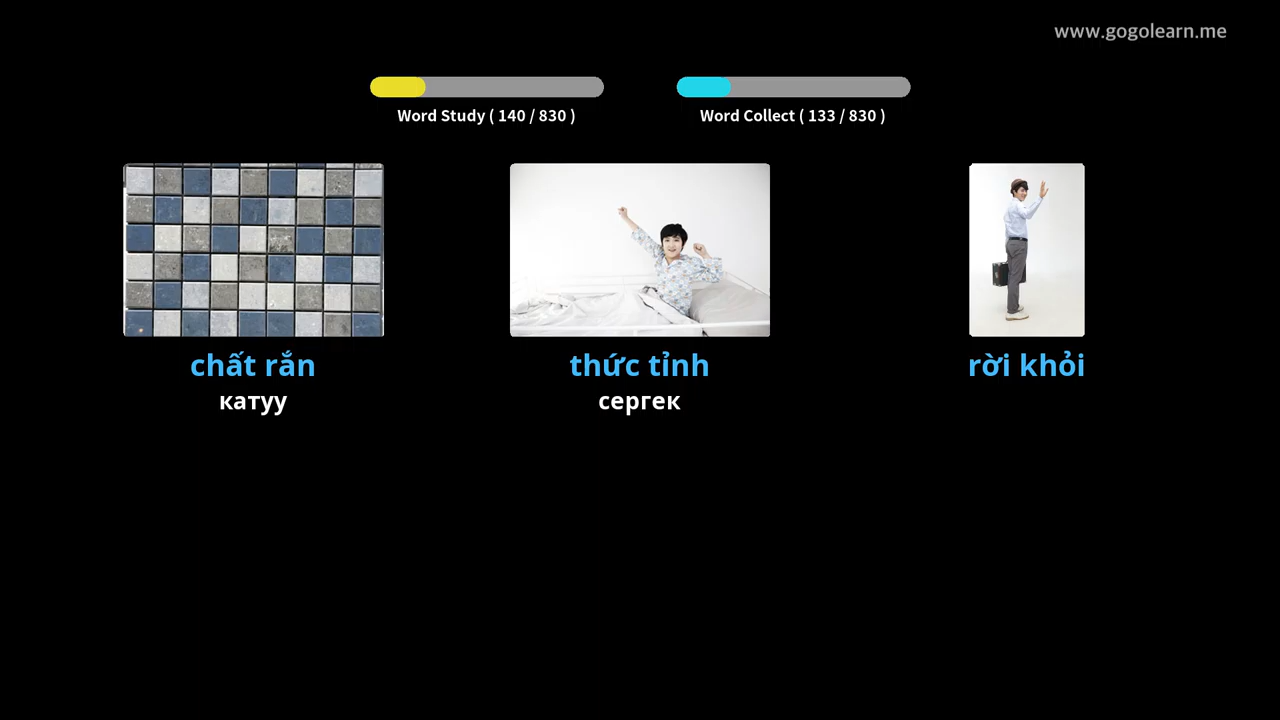 www.gogolearn.me
Word Study ( 140 / 830 )
Word Collect ( 133 / 830 )
chất rắn
thức tỉnh
rời khỏi
катуу
сергек